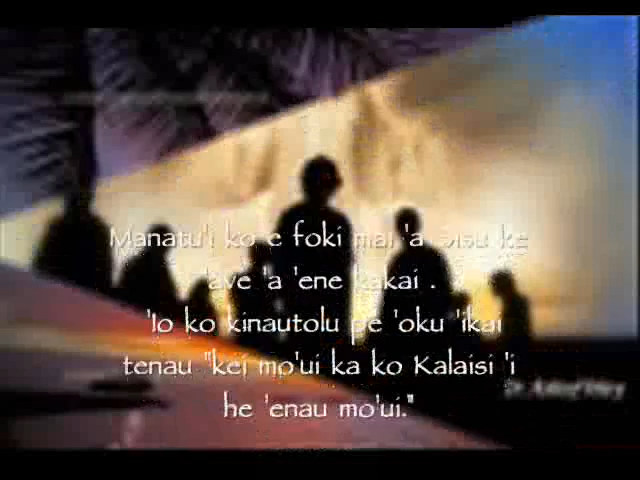 Manatu'i ko e foki mai 'a Sisu ke
'ave 'a 'ene kakai .
'Io ko kinautolu pe 'oku 'ikai
tenau "kei mo'ui ka ko Kalaisi 'i
he 'enau mo'ui."